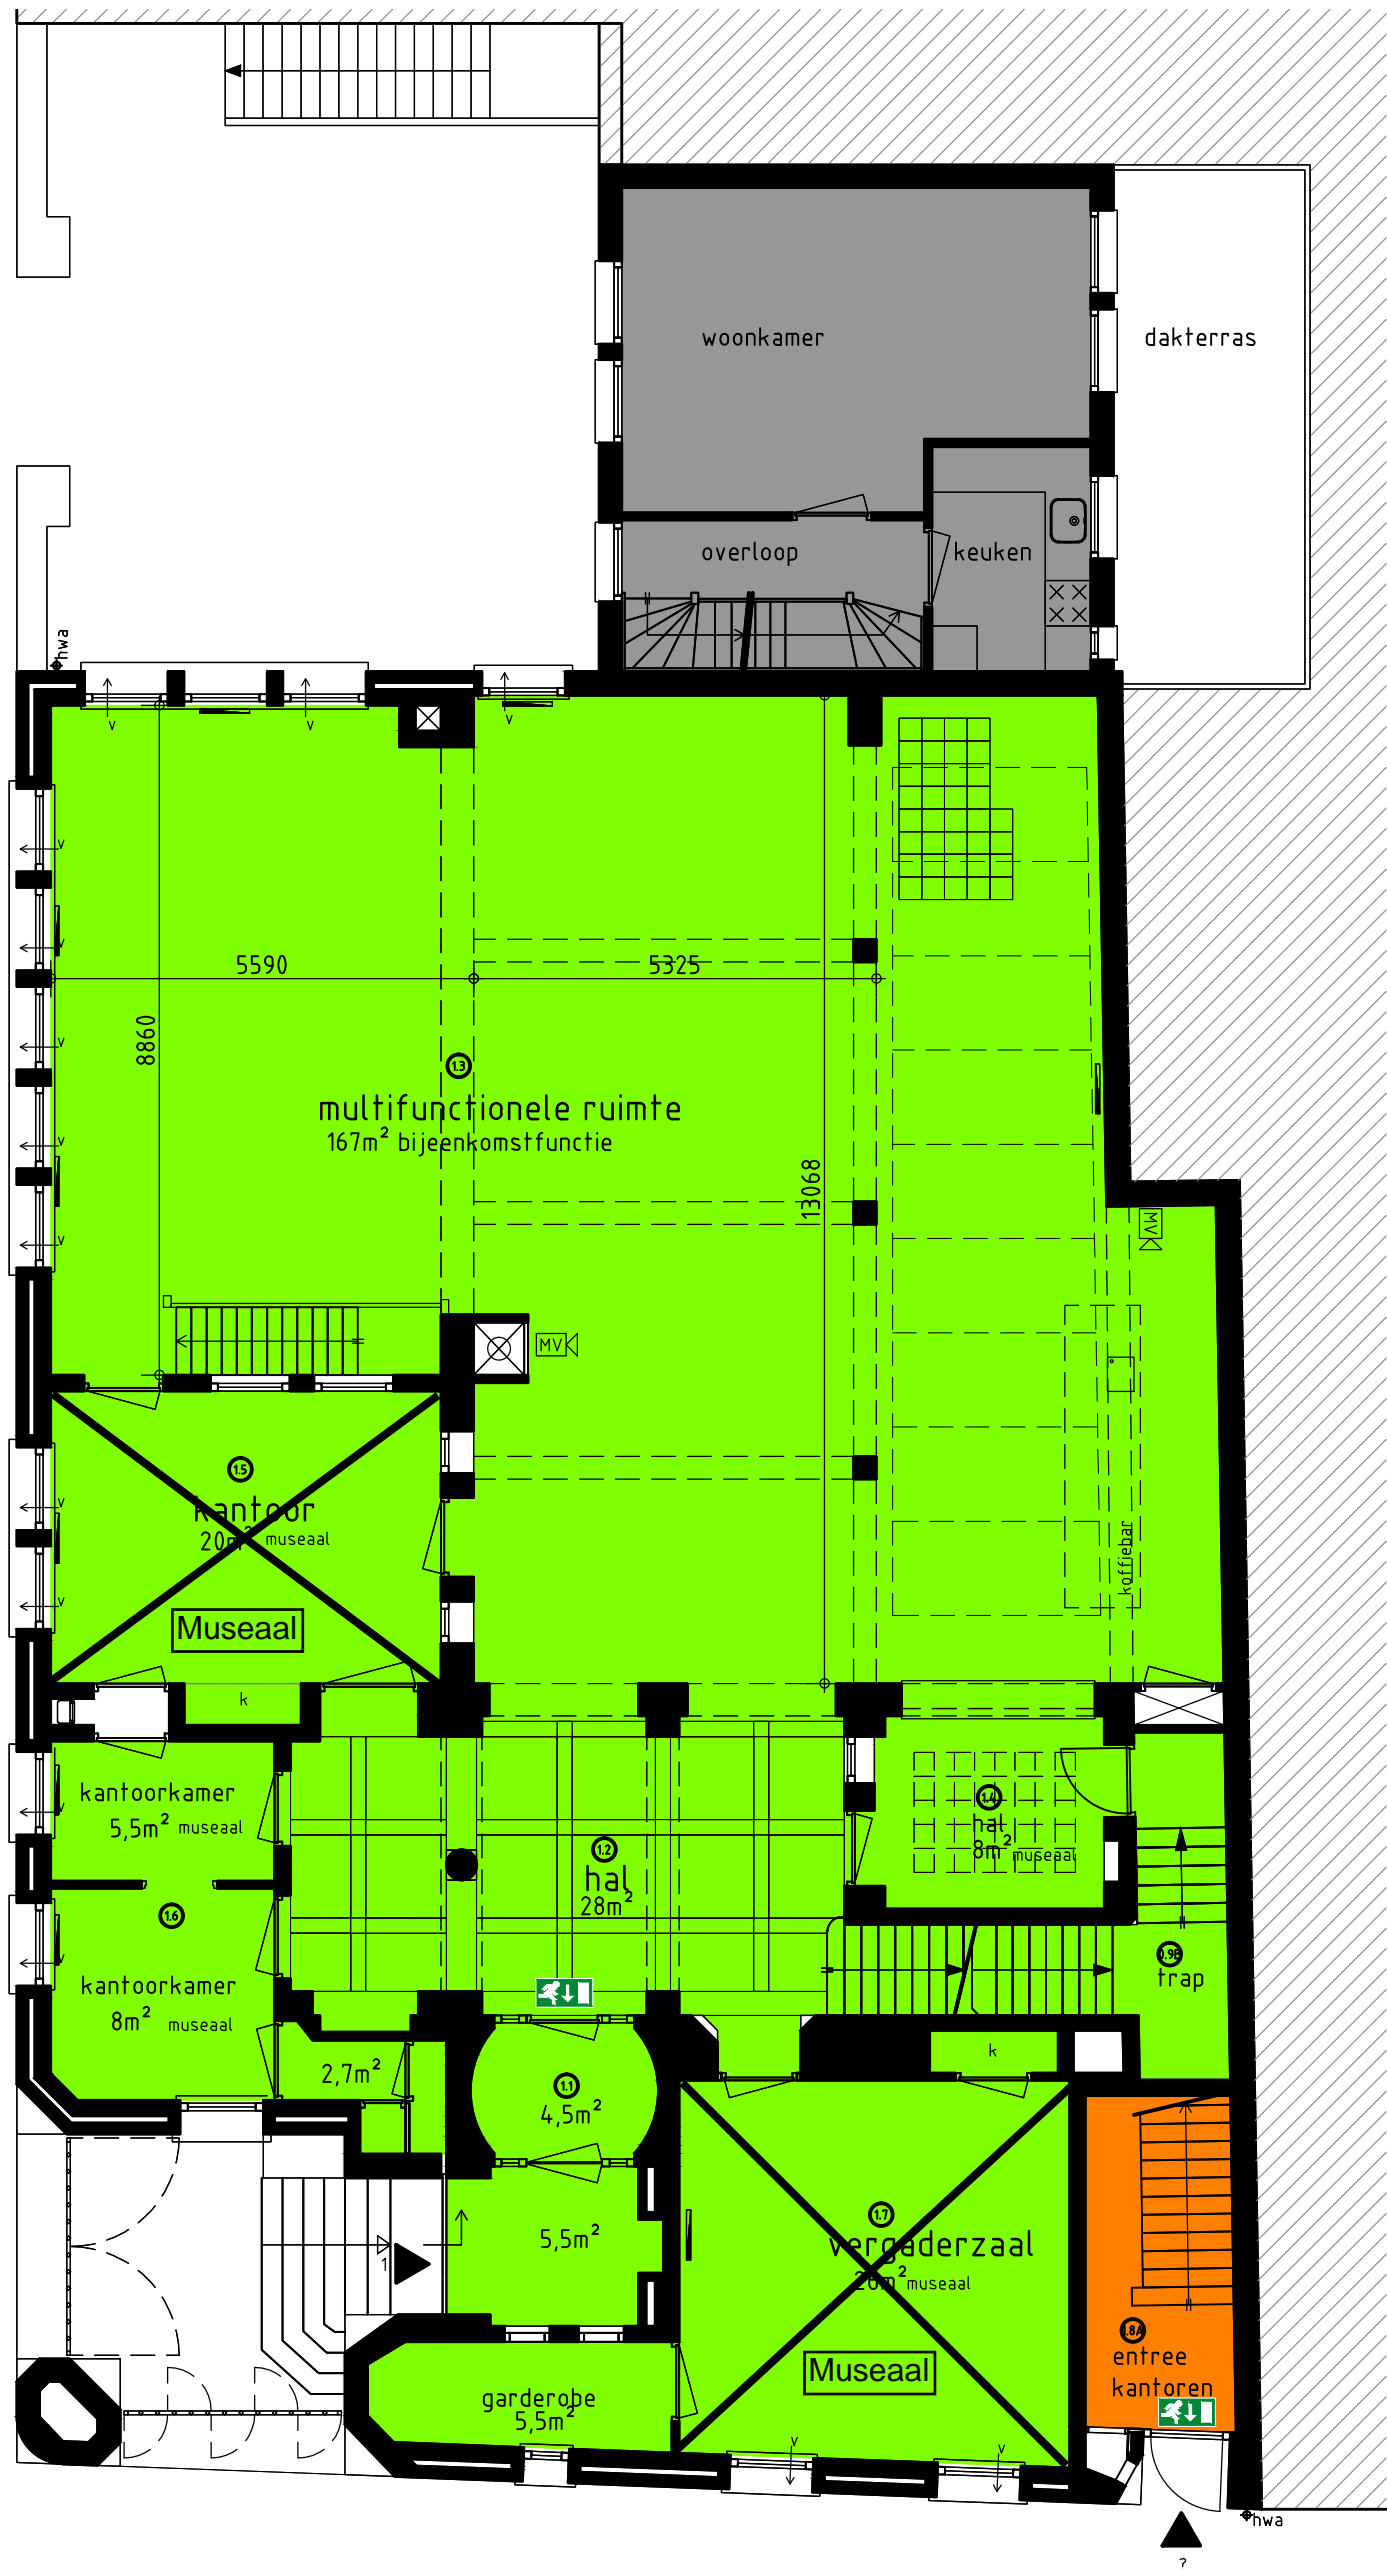 woonkamer
dakterras
overloop
keuken
hwa
v
v
v
v
v
5590
5325
v
8860
1.3
multifunctionele ruimte
167m² bijeenkomstfunctie
v
13068
MV
v
MV
1.5
kantoor
20m² museaal
v
koffiebar
v
Museaal
k
kantoorkamer
5,5m² museaal
v
1.4
hal
8m² museaal
1.2
hal
28m²
1.6
v
0.9B
trap
kantoorkamer
8m² museaal
k
2,7m²
1.1
4,5m²
1.7
vergaderzaal
museaal
5,5m²
1
1.8A
entree
kantoren
Museaal
garderobe
5,5m²
v
v
hwa
?